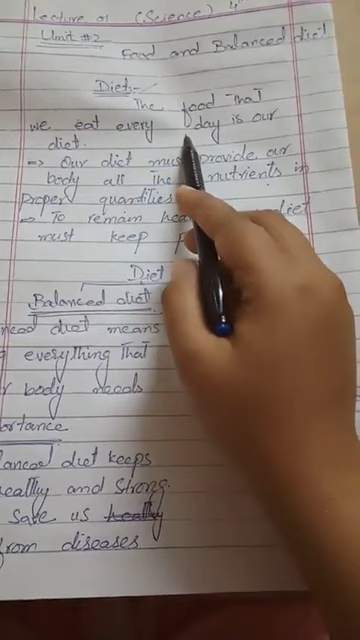 Lecture 01 (Science) 4th
Unit #2
Food and Balanced diet
Diet:-
The food That
we eat every day is our
diet.
=> Our diet must provide our
body all The nutrients in
proper quantities.
=> To remain diet
must keep
Diet
Balanced diet
diet means
everything That
body needs
diet keeps
healthy and strong.
save us healthy
from diseases